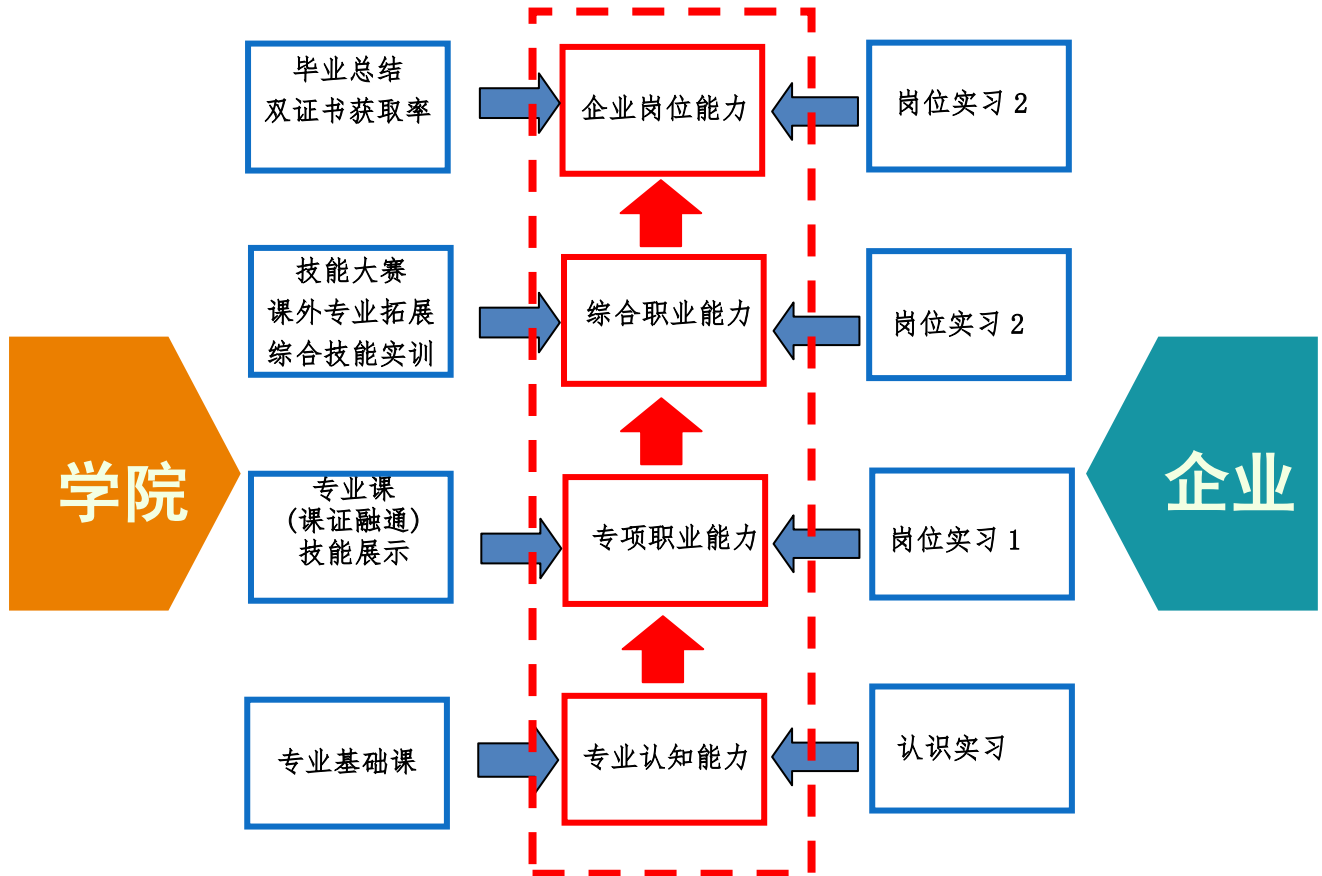 毕业总结
双证书获取率
企业岗位能力
岗位实习 2
技能大赛
课外专业拓展
综合技能实训
综合职业能力
岗位实习 2
学院
企业
专业课
(课证融通)
技能展示
专项职业能力
岗位实习 1
专业基础课
专业认知能力
认识实习